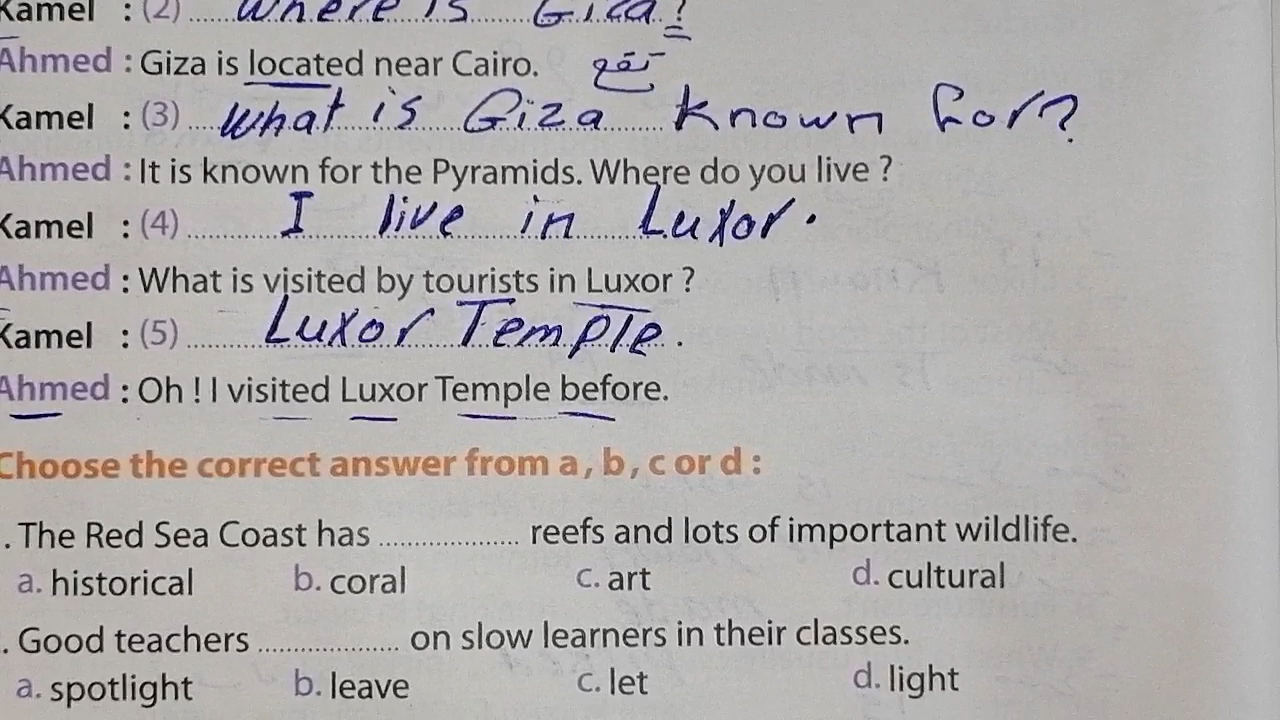 Kamel : (2) ..... Where is Giza ?
Ahmed : Giza is located near Cairo. تقع
Kamel : (3) ..... What is Giza known for?
Ahmed : It is known for the Pyramids. Where do you live ?
Kamel : (4) ..... I live in Luxor.
Ahmed : What is visited by tourists in Luxor ?
Kamel : (5) ..... Luxor Temple.
Ahmed : Oh ! I visited Luxor Temple before.
Choose the correct answer from a , b , c or d :
. The Red Sea Coast has .................... reefs and lots of important wildlife.
a. historical b. coral c. art d. cultural
. Good teachers .................... on slow learners in their classes.
a. spotlight b. leave c. let d. light